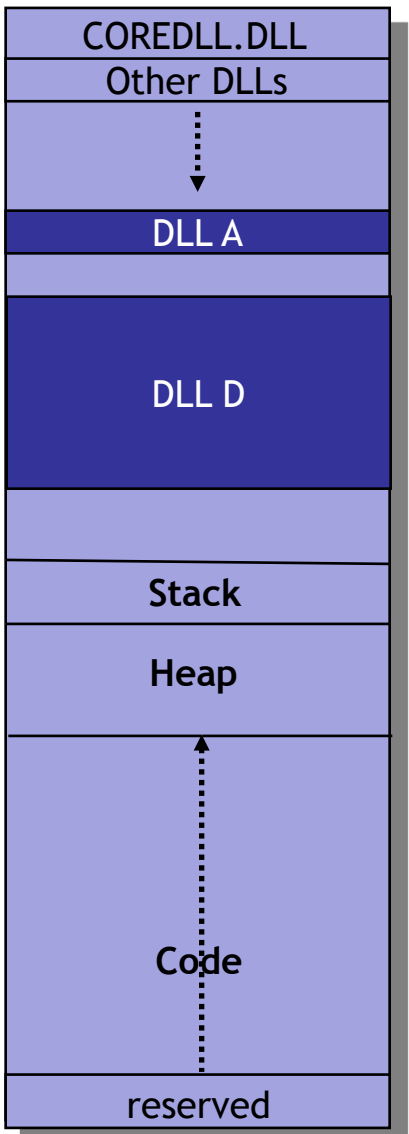 COREDLL.DLL
Other DLLs
DLL A
DLL D
Stack
Heap
Code
reserved